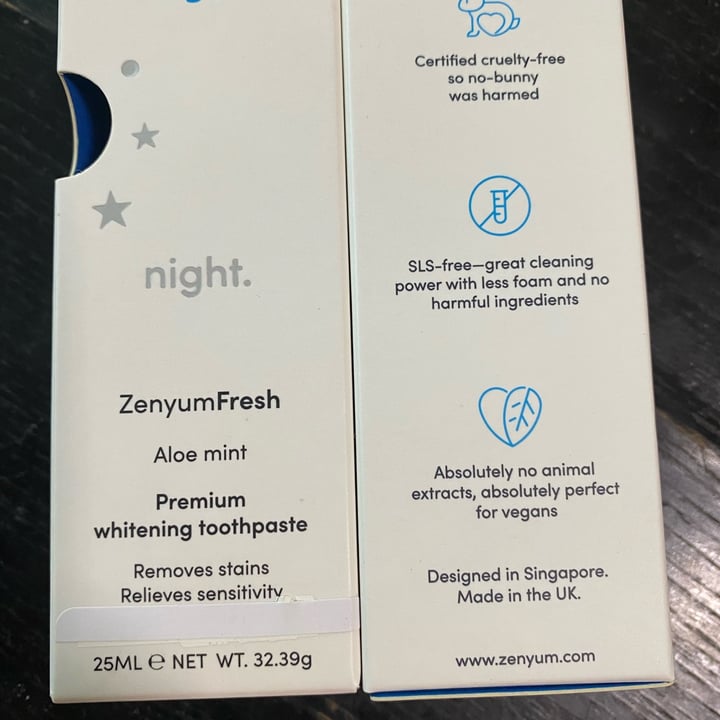 night.
ZenyumFresh
Aloe mint
Premium
whitening toothpaste
Removes stains
Relieves sensitivity
25ML ℮ NET WT. 32.39g
Certified cruelty-free
so no-bunny
was harmed
SLS-free—great cleaning
power with less foam and no
harmful ingredients
Absolutely no animal
extracts, absolutely perfect
for vegans
Designed in Singapore.
Made in the UK.
www.zenyum.com